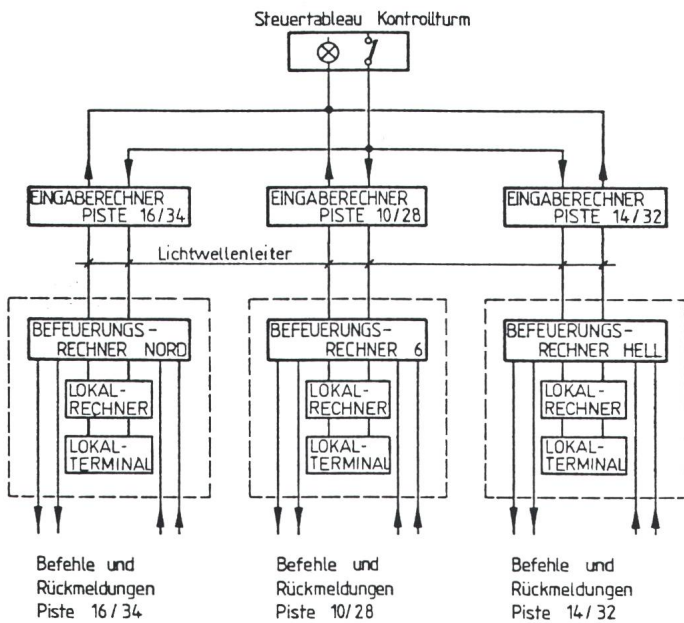 Steuertableau Kontrollturm
EINGABERECHNER
PISTE 16/34
EINGABERECHNER
PISTE 10/28
EINGABERECHNER
PISTE 14/32
Lichtwellenleiter
BEFEUERUNGS-
RECHNER NORD
BEFEUERUNGS-
RECHNER 6
BEFEUERUNGS-
RECHNER HELL
LOKAL-
RECHNER
LOKAL-
RECHNER
LOKAL-
RECHNER
LOKAL-
TERMINAL
LOKAL-
TERMINAL
LOKAL-
TERMINAL
Befehle und
Rückmeldungen
Piste 16/34
Befehle und
Rückmeldungen
Piste 10/28
Befehle und
Rückmeldungen
Piste 14/32